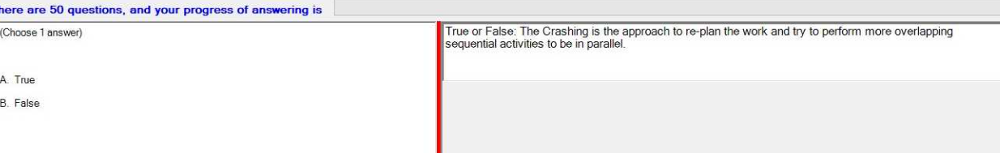 here are 50 questions, and your progress of answering is
(Choose 1 answer)
A. True
B. False
True or False: The Crashing is the approach to re-plan the work and try to perform more overlapping
sequential activities to be in parallel.